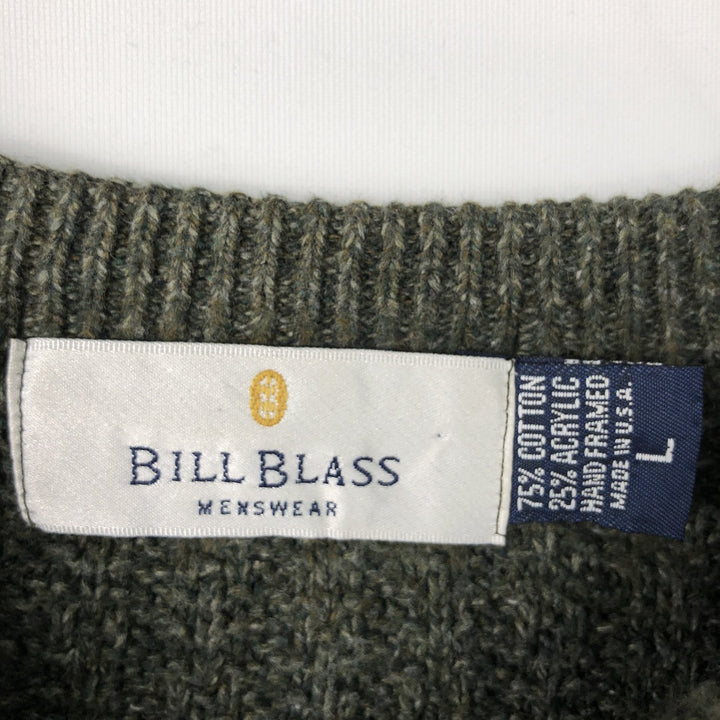 BILL BLASS
MENSWEAR
75% COTTON
25% ACRYLIC
HAND FRAMED
MADE IN U.S.A.
L